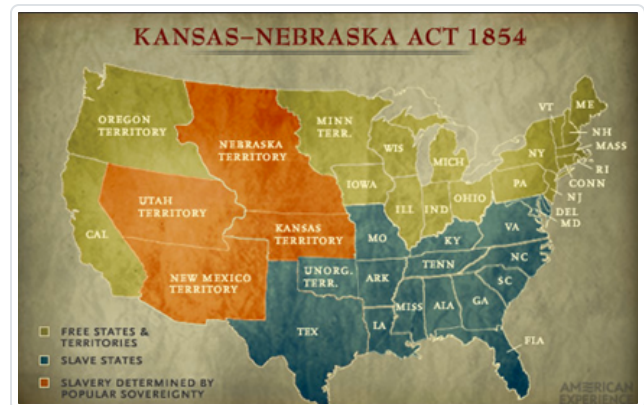 KANSAS–NEBRASKA ACT 1854
OREGON
TERRITORY
NEBRASKA
TERRITORY
MINN
TERR.
WIS
MICH
VT
ME
NH
MASS
NY
RI
CONN
NJ
PA
DEL
MD
IOWA
ILL
IND
OHIO
CAL
UTAH
TERRITORY
KANSAS
TERRITORY
MO
KY
VA
NEW MEXICO
TERRITORY
UNORG.
TERR.
ARK
TENN
NC
SC
TEX
LA
MISS
ALA
GA
FLA
FREE STATES &
TERRITORIES
SLAVE STATES
SLAVERY DETERMINED BY
POPULAR SOVEREIGNTY
AMERICAN
EXPERIENCE